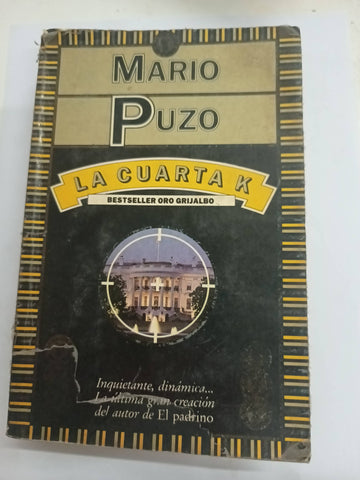 MARIO
PUZO
LA CUARTA K
BESTSELLER ORO GRIJALBO
Inquietante, dinámica...
La última gran creación
del autor de El padrino